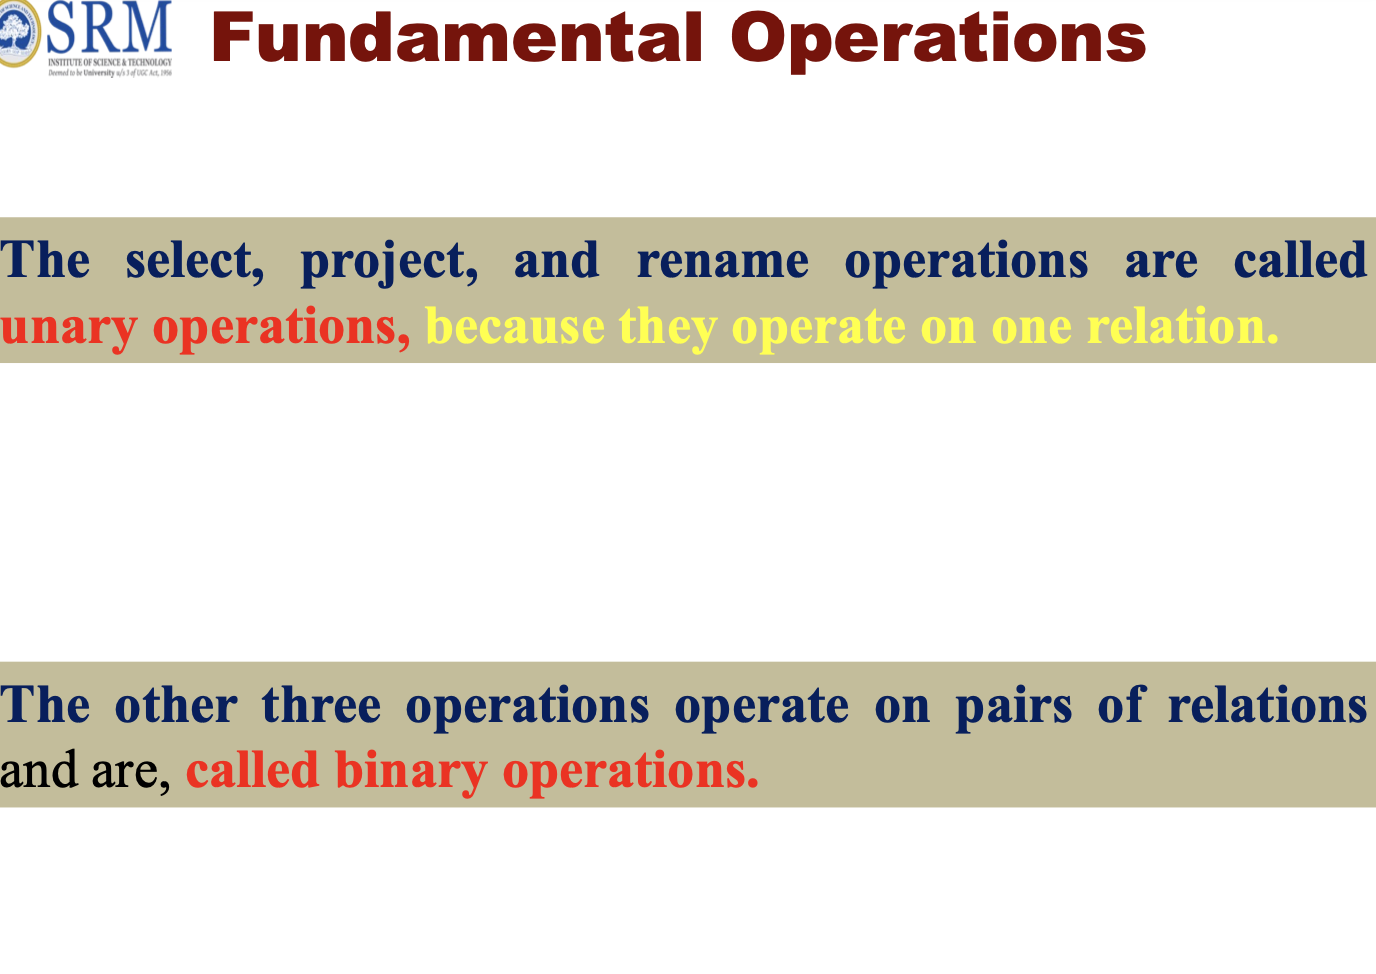 SRM
INSTITUTE OF SCIENCE & TECHNOLOGY
Deemed to be University u/s 3 of UGC Act, 1956
Fundamental Operations
The select, project, and rename operations are called
unary operations, because they operate on one relation.
The other three operations operate on pairs of relations
and are, called binary operations.